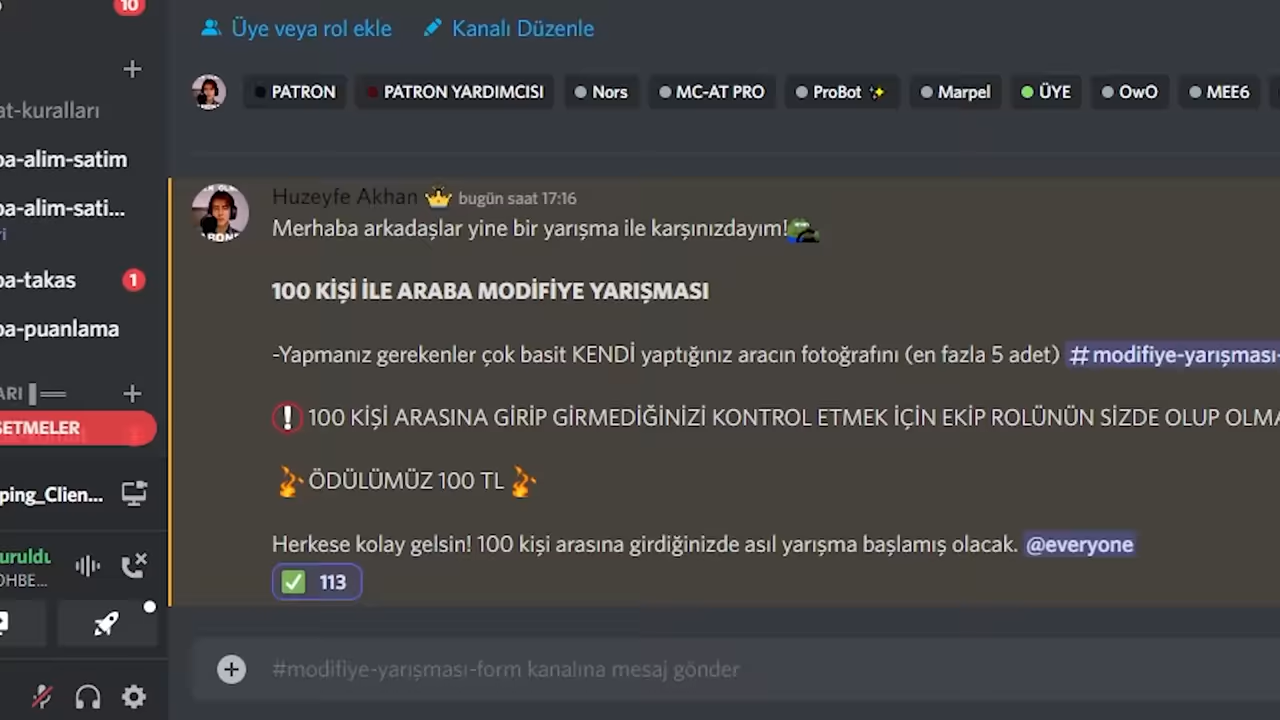 10
Üye veya rol ekle
Kanalı Düzenle
PATRON
PATRON YARDIMCISI
Nors
MC-AT PRO
ProBot
Marpel
ÜYE
OwO
MEE6
at-kuralları
pa-alim-satim
pa-alim-sati...
ri
pa-takas
1
pa-puanlama
ARI
SETMELER
ping_Clien...
uruldu
OHBE...
Huzeyfe Akhan bugün saat 17:16
Merhaba arkadaşlar yine bir yarışma ile karşınızdayım!
100 KİŞİ İLE ARABA MODİFİYE YARIŞMASI
-Yapmanız gerekenler çok basit KENDİ yaptığınız aracın fotoğrafını (en fazla 5 adet) #modifiye-yarışması-
100 KİŞİ ARASINA GİRİP GİRMEDİĞİNİZİ KONTROL ETMEK İÇİN EKİP ROLÜNÜN SİZDE OLUP OLMA
ÖDÜLÜMÜZ 100 TL
Herkese kolay gelsin! 100 kişi arasına girdiğinizde asıl yarışma başlamış olacak. @everyone
113
#modifiye-yarışması-form kanalına mesaj gönder